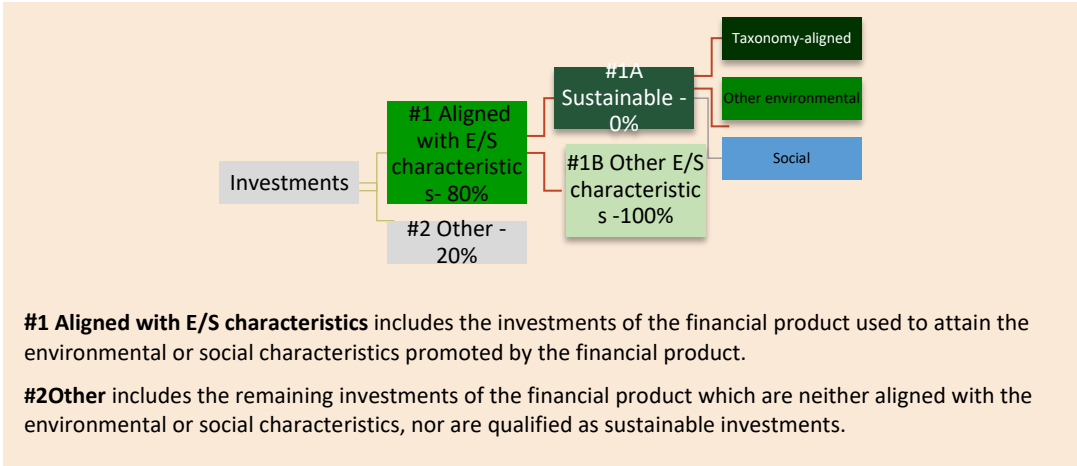 Taxonomy-aligned
#1A
Sustainable -
0%
Other environmental
#1 Aligned
with E/S
characteristic
s- 80%
Social
#1B Other E/S
characteristic
s -100%
Investments
#2 Other -
20%
#1 Aligned with E/S characteristics includes the investments of the financial product used to attain the
environmental or social characteristics promoted by the financial product.
#2Other includes the remaining investments of the financial product which are neither aligned with the
environmental or social characteristics, nor are qualified as sustainable investments.